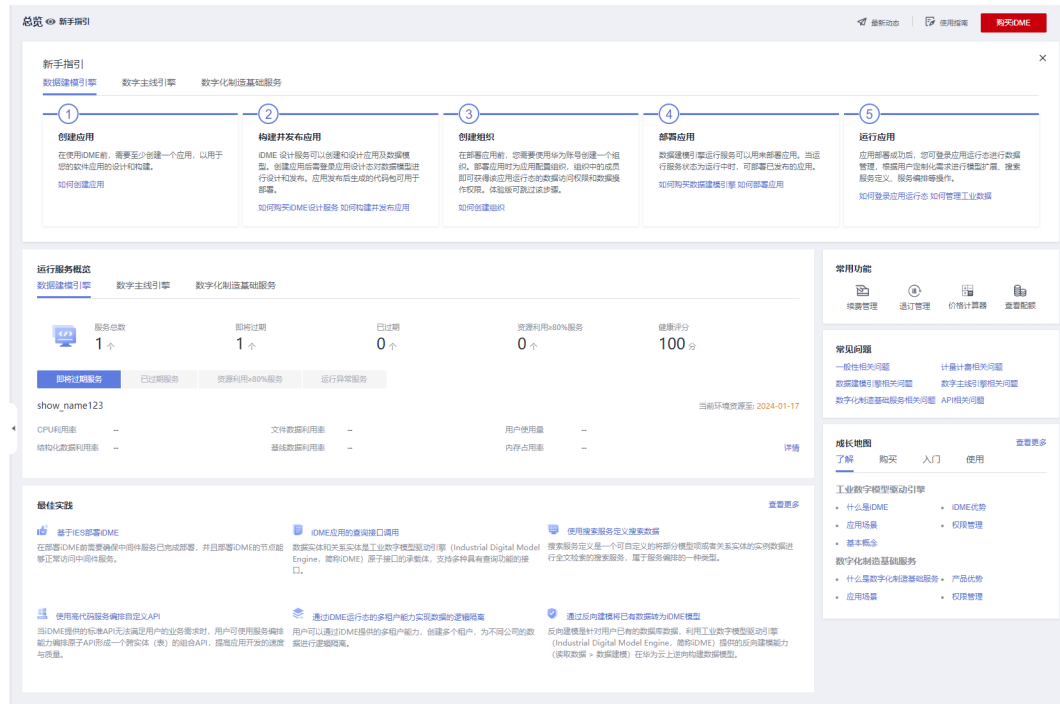 总览 新手指引
最新动态 使用指南 购买iDME
新手指引
数据建模引擎 数字主线引擎 数字化制造基础服务
1 2 3 4 5
创建应用
在使用iDME前，需要至少创建一个应用，以用于
您的软件应用的设计和构建。
如何创建应用
构建并发布应用
iDME 设计服务可以创建和设计应用及数据模
型。创建应用后需登录应用设计态对数据模型进
行设计和发布。应用发布后生成的代码包可用于
部署。
如何购买iDME设计服务 如何构建并发布应用
创建组织
在部署应用前，您需要使用华为账号创建一个组
织。部署应用时为应用配置组织，组织中的成员
即可获得该应用运行态的数据访问权限和数据操
作权限。体验版可跳过该步骤。
如何创建组织
部署应用
数据建模引擎运行服务可以用来部署应用。当运
行服务状态为运行中时，可部署已发布的应用。
如何购买数据建模引擎 如何部署应用
运行应用
应用部署成功后，您可登录应用运行态进行数据
管理，根据用户定制化需求进行模型扩展、搜索
服务定义、服务编排等操作。
如何登录应用运行态 如何管理工业数据
运行服务概览
数据建模引擎 数字主线引擎 数字化制造基础服务
服务总数 即将过期 已过期 资源利用≥80%服务 健康评分
1 个 1 个 0 个 0 个 100 分
即将过期服务 已过期服务 资源利用≥80%服务 运行异常服务
show_name123 当前环境资源至: 2024-01-17
CPU利用率 -- 文件数据利用率 -- 用户使用量 --
结构化数据利用率 -- 基线数据利用率 -- 内存占用率 -- 详情
最佳实践 查看更多
基于IES部署iDME
在部署iDME前需要确保中间件服务已完成部署，并且部署iDME的节点能
够正常访问中间件服务。
iDME应用的查询接口调用
数据实体和关系实体是工业数字模型驱动引擎（Industrial Digital Model
Engine，简称iDME）原子接口的承载体，支持多种具有查询功能的接
口。
使用搜索服务定义搜索数据
搜索服务定义是一个可自定义的将部分模型项或者关系实体的实例数据进
行全文检索的搜索服务，属于服务编排的一种类型。
使用高代码服务编排自定义API
当iDME提供的标准API无法满足用户的业务需求时，用户可使用服务编排
能力编排原子API形成一个跨实体（表）的组合API，提高应用开发的速度
与质量。
通过iDME运行态的多租户能力实现数据的逻辑隔离
用户可以通过iDME提供的多租户能力，创建多个租户，为不同公司的数
据进行逻辑隔离。
通过反向建模将已有数据转为iDME模型
反向建模是针对用户已有的数据库数据，利用工业数字模型驱动引擎
（Industrial Digital Model Engine，简称iDME）提供的反向建模能力
（读取数据 > 数据建模）在华为云上逆向构建数据模型。
常用功能
续费管理 退订管理 价格计算器 查看配额
常见问题
一般性相关问题 计量计费相关问题
数据建模引擎相关问题 数字主线引擎相关问题
数字化制造基础服务相关问题 API相关问题
成长地图 查看更多
了解 购买 入门 使用
工业数字模型驱动引擎
什么是iDME iDME优势
应用场景 权限管理
基本概念
数字化制造基础服务
什么是数字化制造基础服务 产品优势
应用场景 权限管理